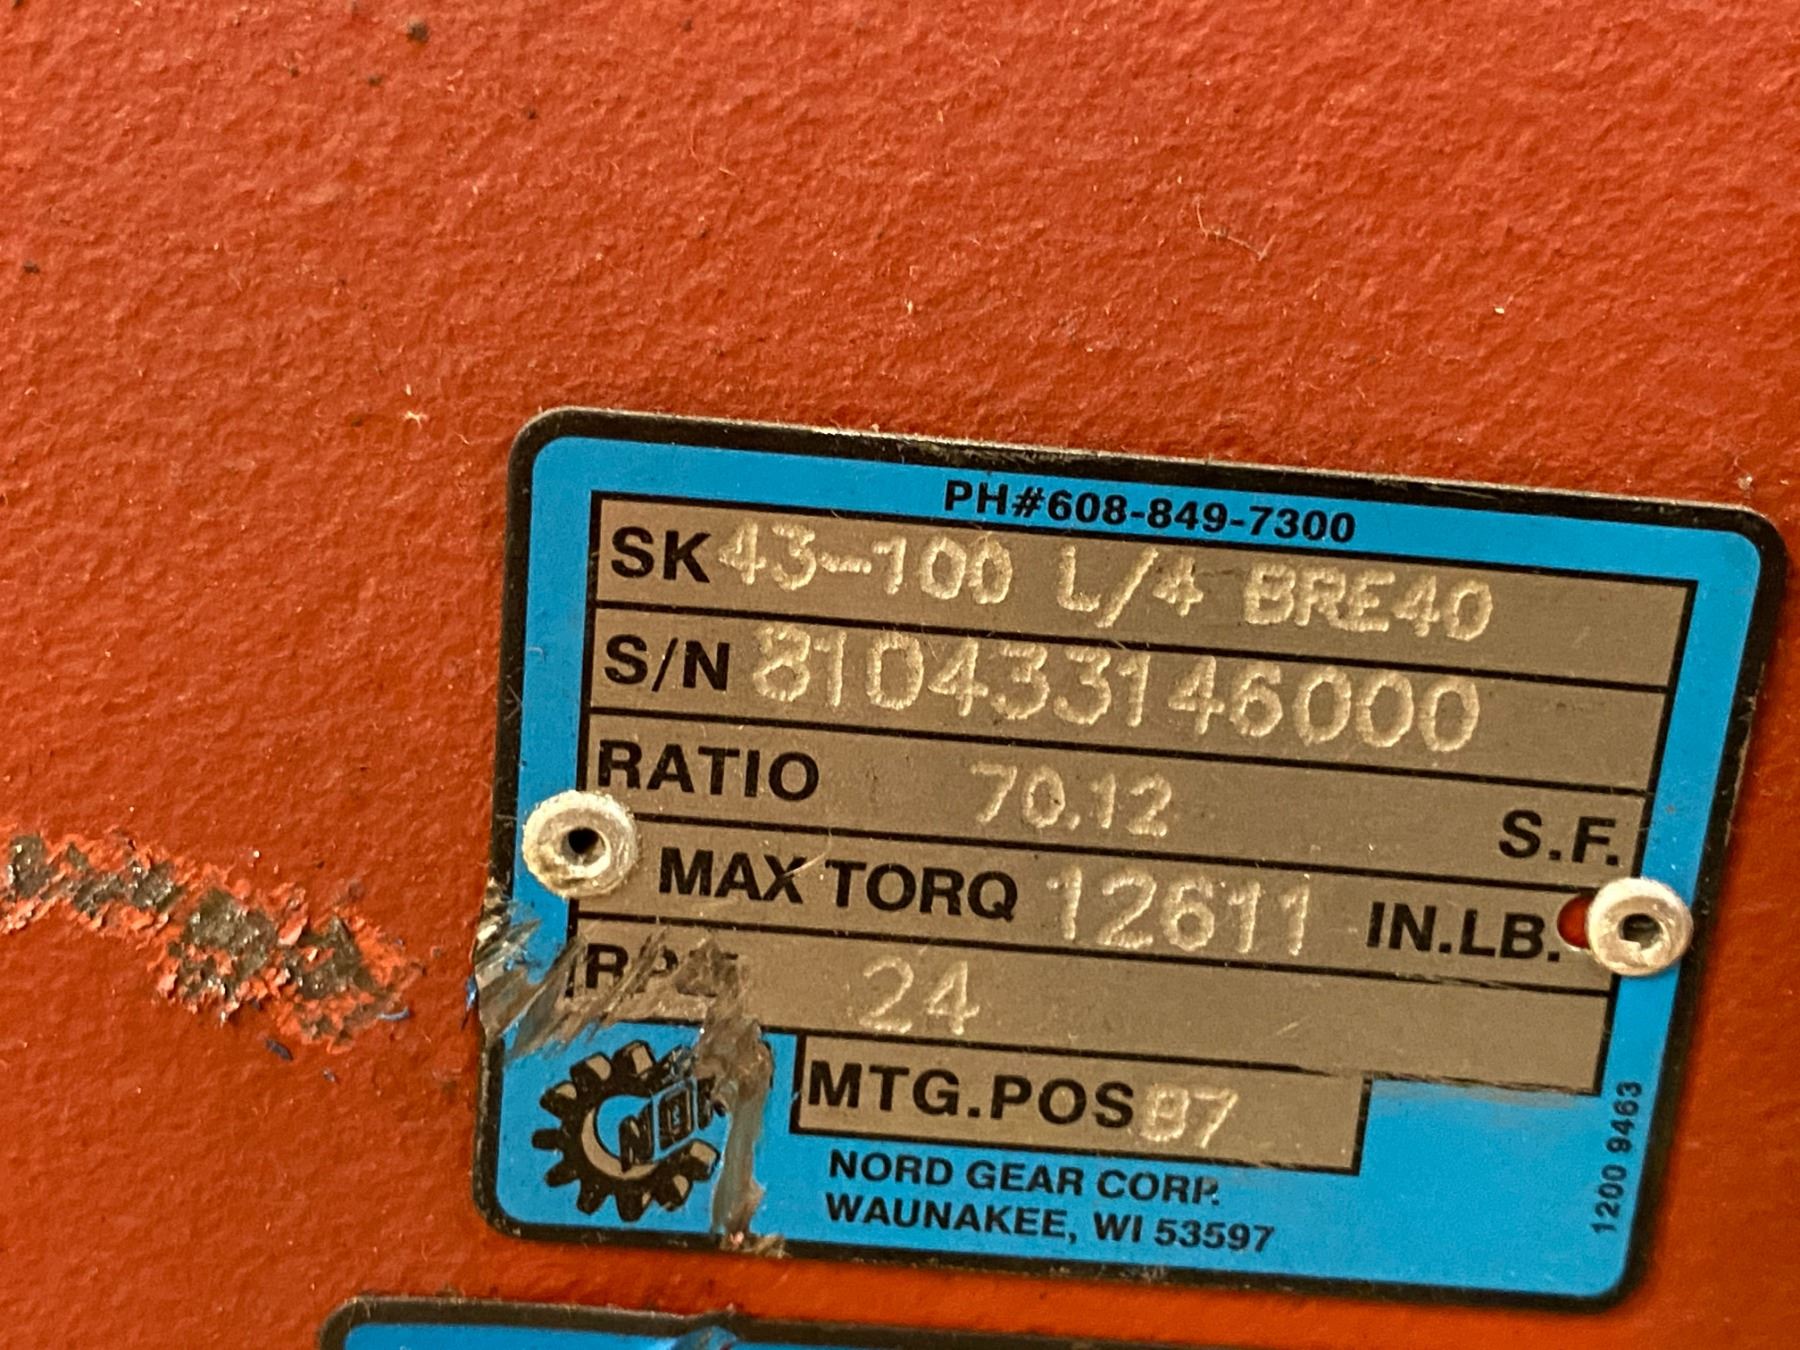 PH#608-849-7300
SK 43-100 L/4 BRE40
S/N 810433146000
RATIO 70.12 S.F.
MAX TORQ 12611 IN.LB.
24
MTG.POS B7
NORD GEAR CORP.
WAUNAKEE, WI 53597
1200 9463